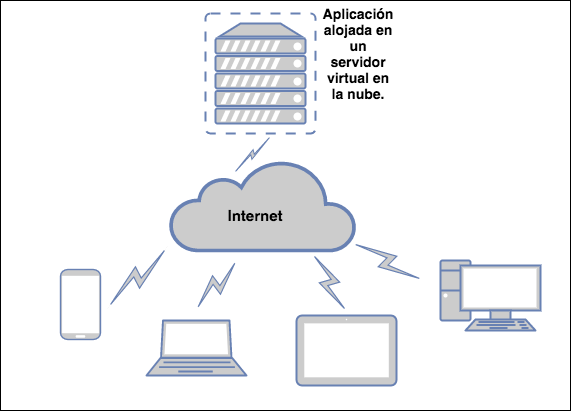 Aplicación
alojada en
un
servidor
virtual en
la nube.
Internet